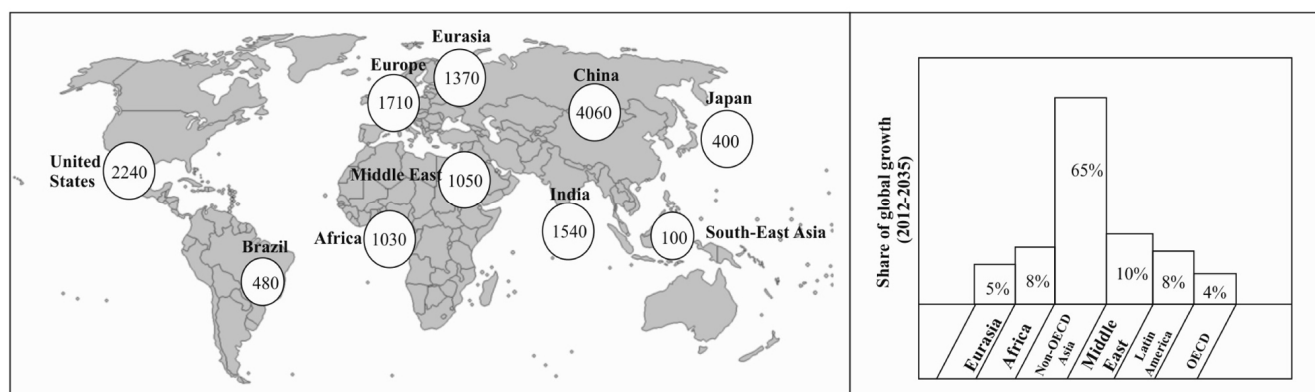 Eurasia
1370
Europe
1710
China
4060
Japan
400
United
States
2240
Middle East
1050
India
1540
Africa
1030
100
South-East Asia
Brazil
480
Share of global growth
(2012-2035)
65%
5%
8%
10%
8%
4%
Eurasia
Africa
Non-OECD
Asia
Middle
East
Latin
America
OECD